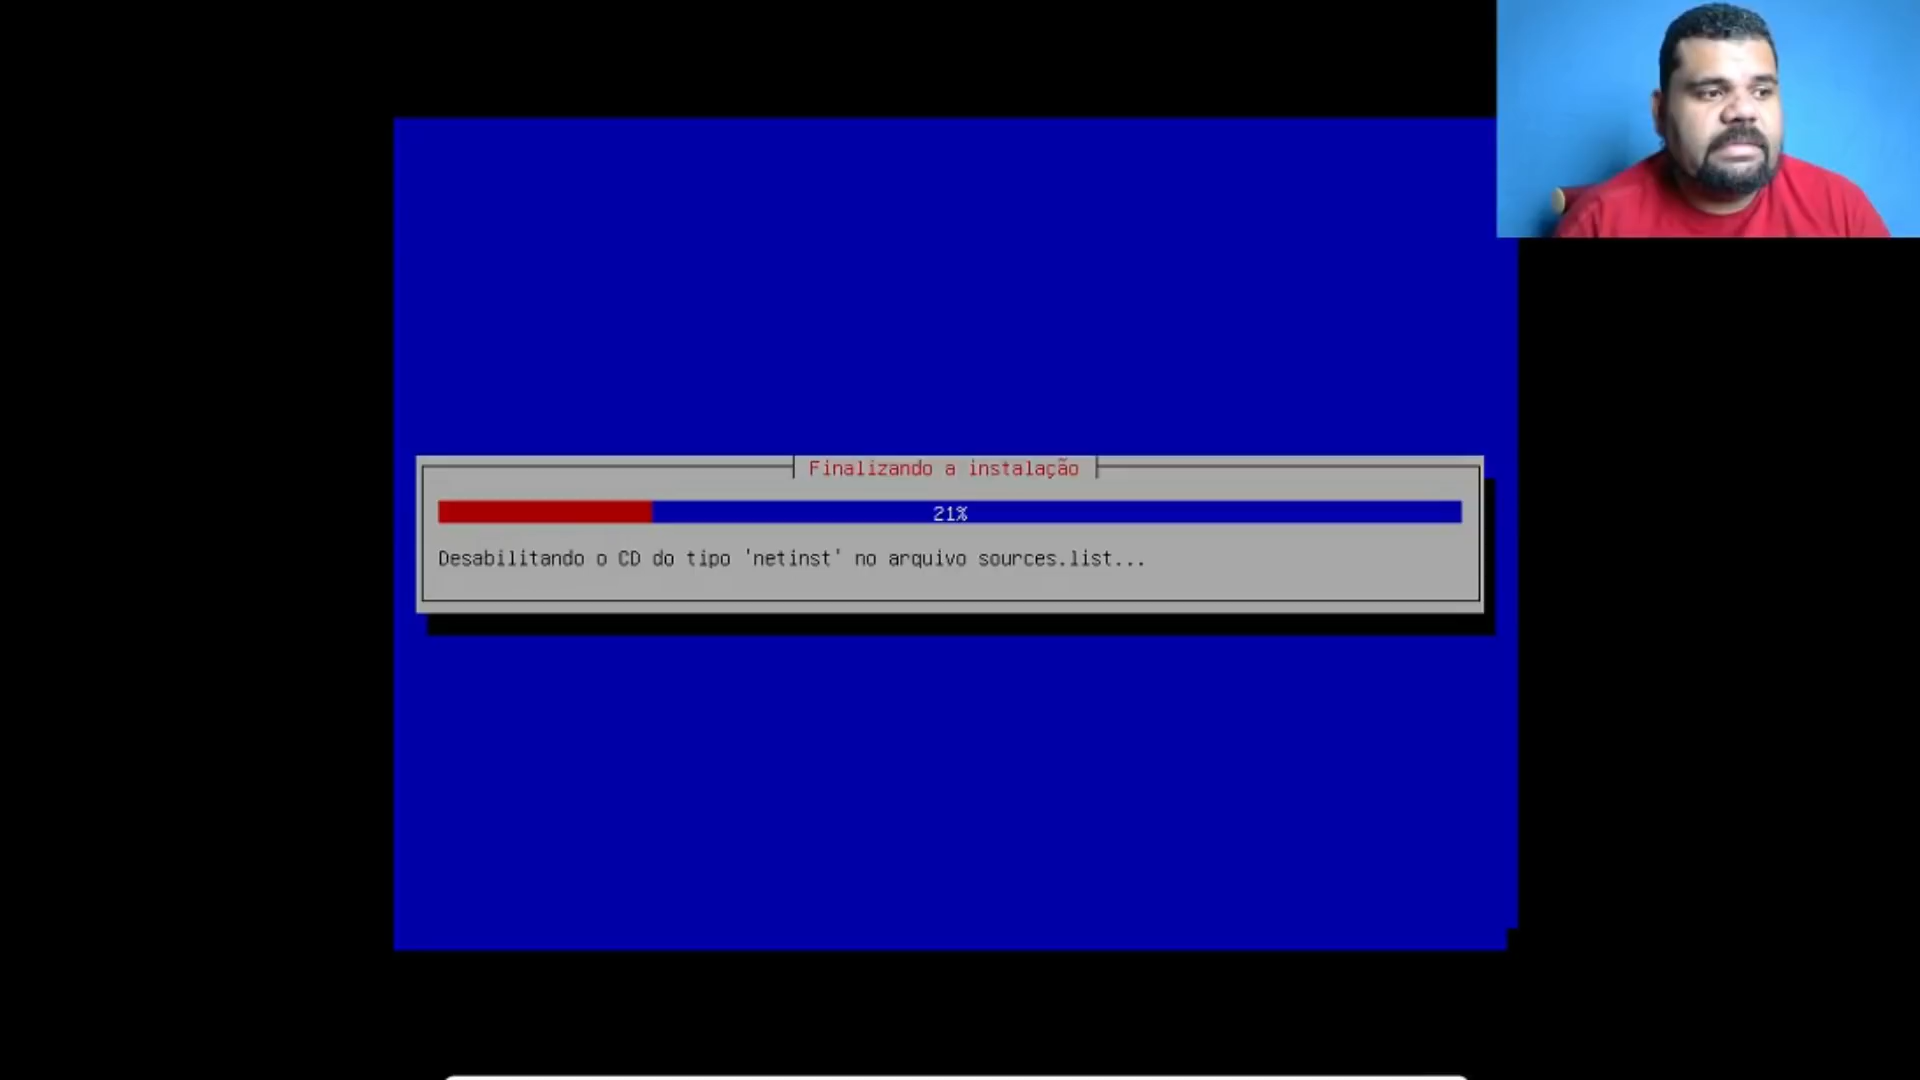 Finalizando a instalação
21%
Desabilitando o CD do tipo 'netinst' no arquivo sources.list...